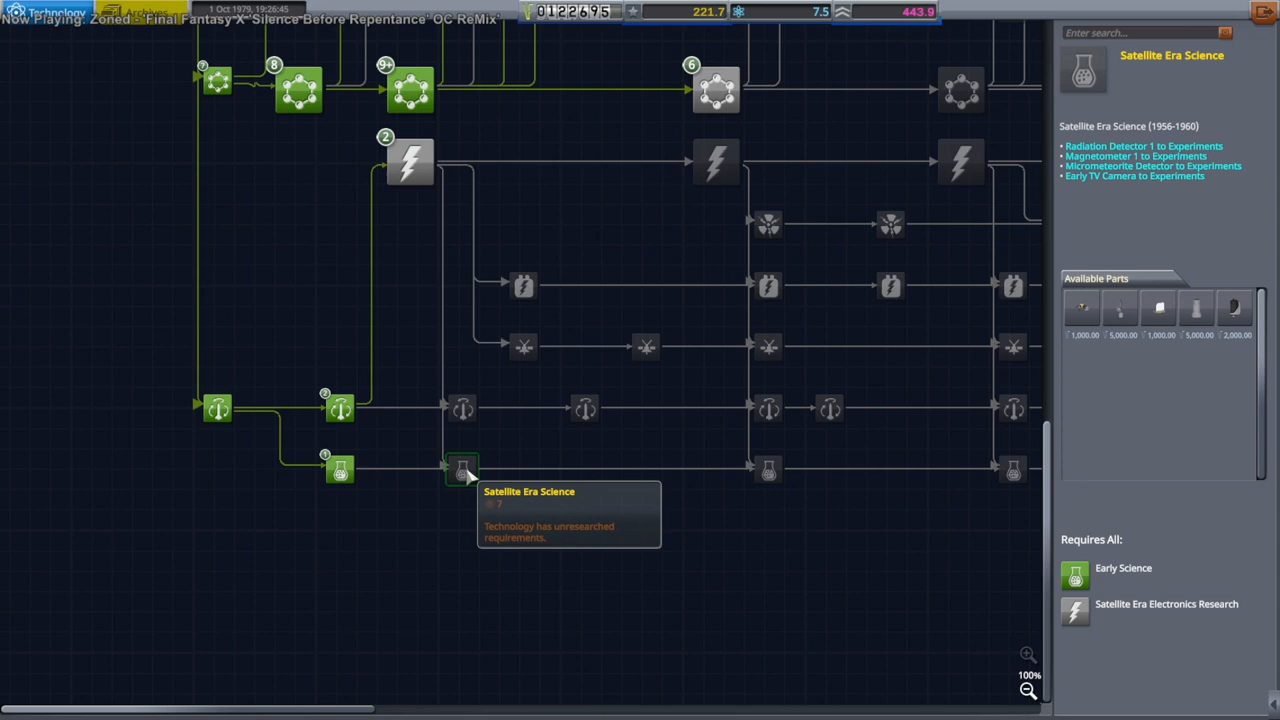 Technology
Archives
1 Oct 1979, 19:26:45
0122695
221.7
7.5
443.9
Now Playing: Zoned - 'Final Fantasy X 'Silence Before Repentance' OC ReMix'
Enter search...
Satellite Era Science
Satellite Era Science (1956-1960)
• Radiation Detector 1 to Experiments
• Magnetometer 1 to Experiments
• Micrometeorite Detector to Experiments
• Early TV Camera to Experiments
Available Parts
1,000.00 5,000.00 1,000.00 5,000.00 2,000.00
Requires All:
Early Science
Satellite Era Electronics Research
? 8 9+ 6
2
2
1
Satellite Era Science
7
Technology has unresearched
requirements.
100%